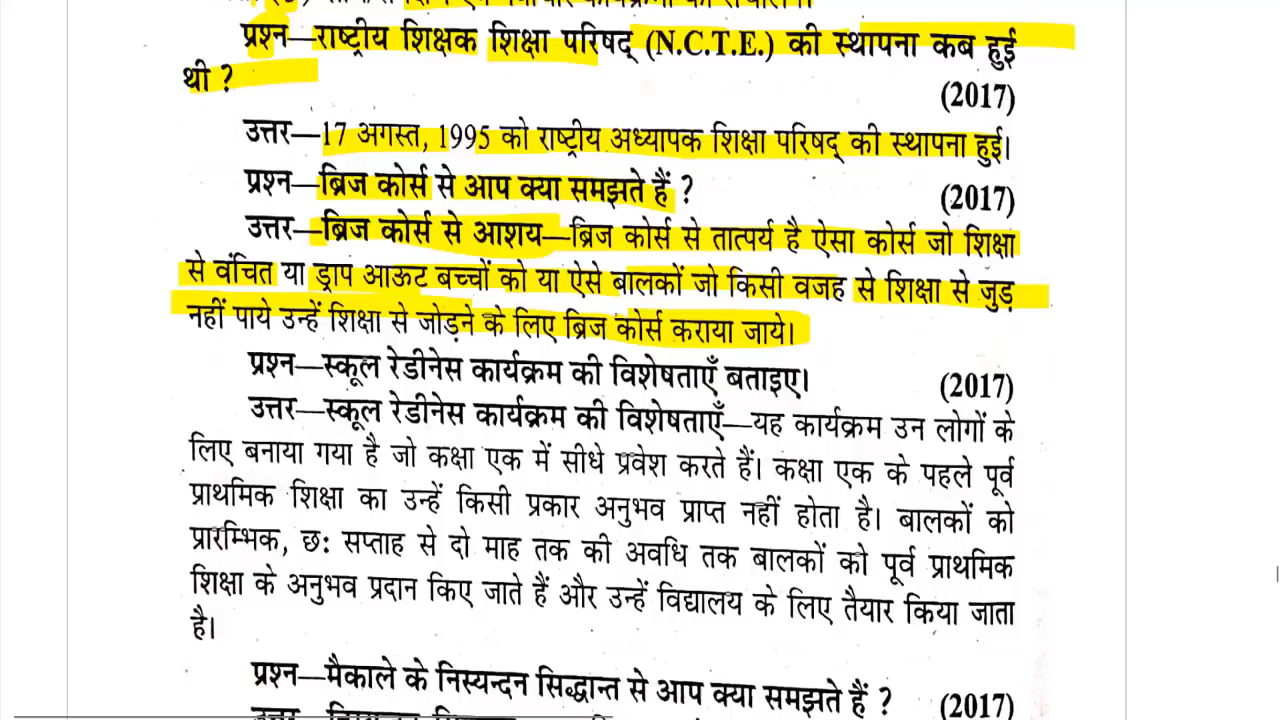 प्रश्न—राष्ट्रीय शिक्षक शिक्षा परिषद् (N.C.T.E.) की स्थापना कब हुई
थी ?
(2017)
उत्तर—17 अगस्त, 1995 को राष्ट्रीय अध्यापक शिक्षा परिषद् की स्थापना हुई।
प्रश्न—ब्रिज कोर्स से आप क्या समझते हैं ?
(2017)
उत्तर—ब्रिज कोर्स से आशय—ब्रिज कोर्स से तात्पर्य है ऐसा कोर्स जो शिक्षा
से वंचित या ड्राप आऊट बच्चों को या ऐसे बालकों जो किसी वजह से शिक्षा से जुड़
नहीं पाये उन्हें शिक्षा से जोड़ने के लिए ब्रिज कोर्स कराया जाये।
प्रश्न—स्कूल रेडीनेस कार्यक्रम की विशेषताएँ बताइए।
(2017)
उत्तर—स्कूल रेडीनेस कार्यक्रम की विशेषताएँ—यह कार्यक्रम उन लोगों के
लिए बनाया गया है जो कक्षा एक में सीधे प्रवेश करते हैं। कक्षा एक के पहले पूर्व
प्राथमिक शिक्षा का उन्हें किसी प्रकार अनुभव प्राप्त नहीं होता है। बालकों को
प्रारम्भिक, छः सप्ताह से दो माह तक की अवधि तक बालकों को पूर्व प्राथमिक
शिक्षा के अनुभव प्रदान किए जाते हैं और उन्हें विद्यालय के लिए तैयार किया जाता
है।
प्रश्न—मैकाले के निस्यन्दन सिद्धान्त से आप क्या समझते हैं ?
(2017)